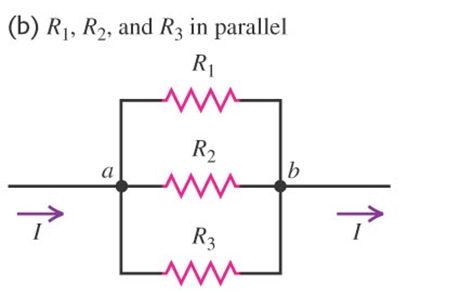 (b) R₁, R₂, and R₃ in parallel
R₁
R₂
a
b
R₃
I
I